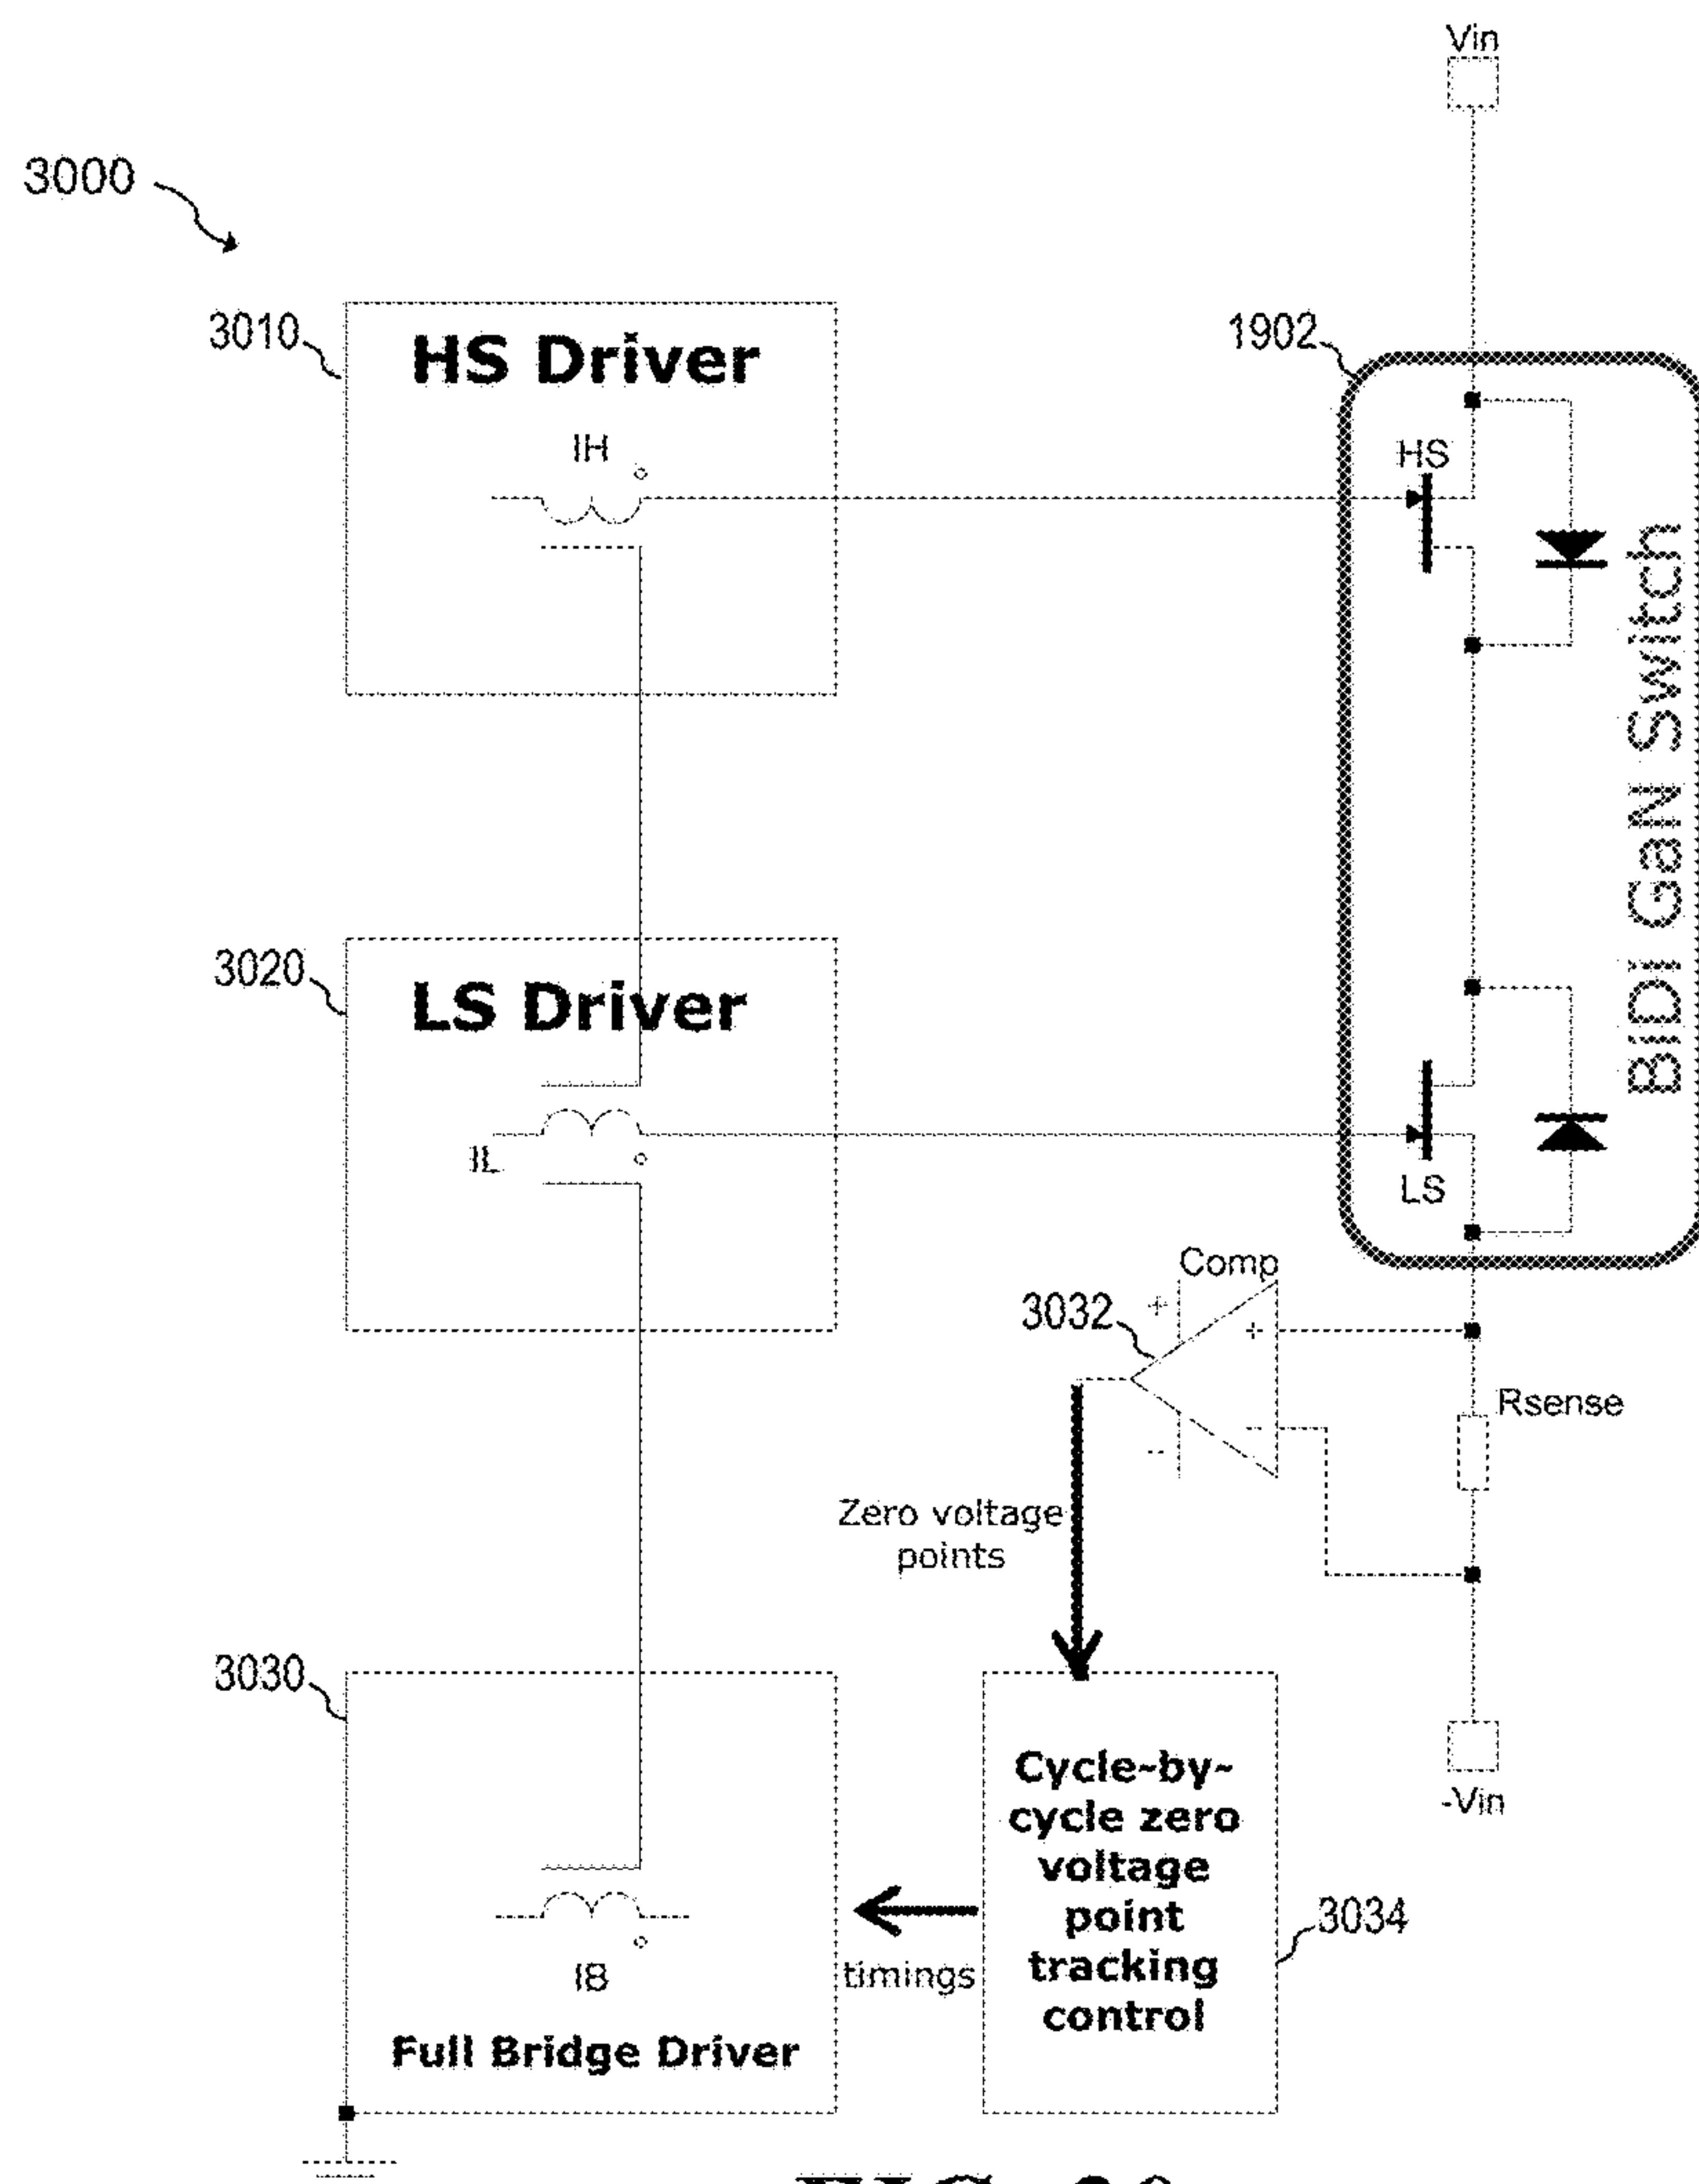 Vin
3000
3010
HS Driver
IH
1902
HS
BiDi GaN Switch
3020
LS Driver
IL
LS
Comp
3032
+
+
-
-
Rsense
Zero voltage
points
3030
Cycle-by-
cycle zero
voltage
point
tracking
control
-Vin
3034
timings
IB
Full Bridge Driver